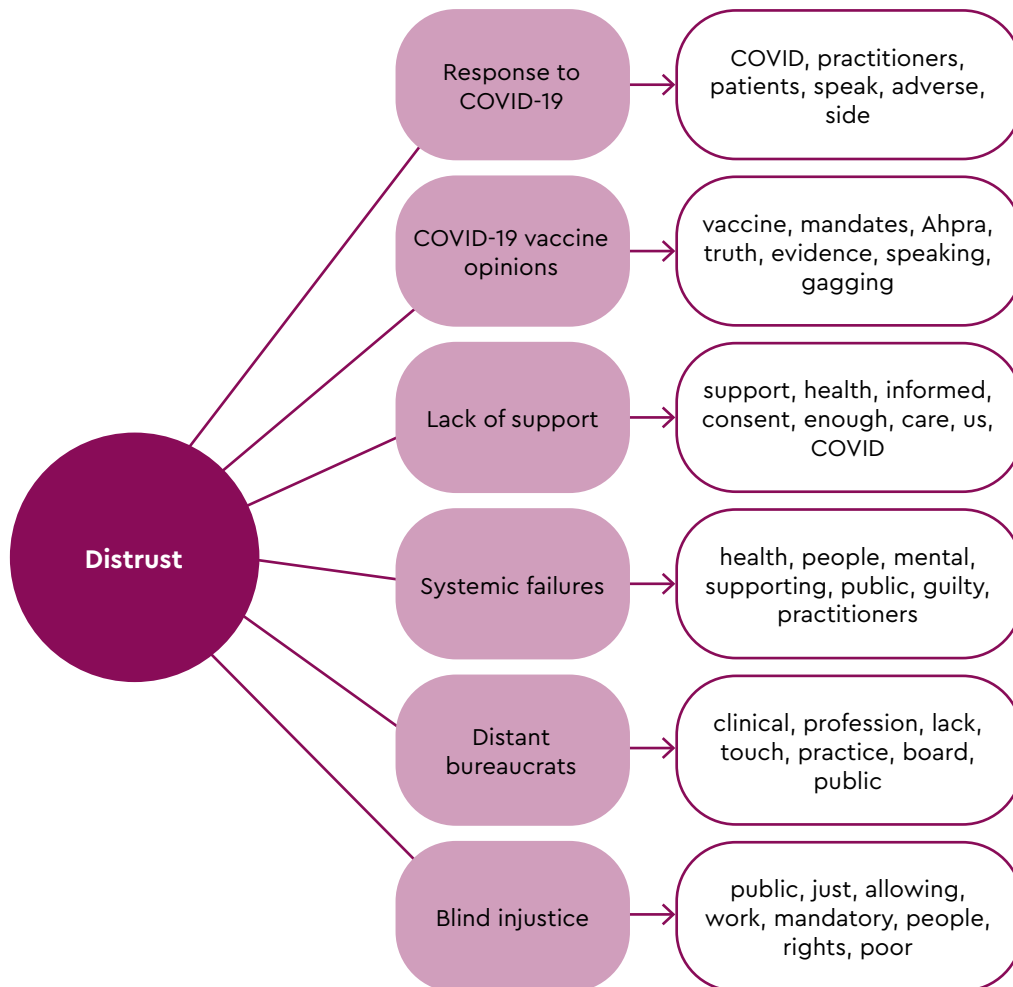 Distrust
Response to
COVID-19
COVID, practitioners,
patients, speak, adverse,
side
COVID-19 vaccine
opinions
vaccine, mandates, Ahpra,
truth, evidence, speaking,
gagging
Lack of support
support, health, informed,
consent, enough, care, us,
COVID
Systemic failures
health, people, mental,
supporting, public, guilty,
practitioners
Distant
bureaucrats
clinical, profession, lack,
touch, practice, board,
public
Blind injustice
public, just, allowing,
work, mandatory, people,
rights, poor